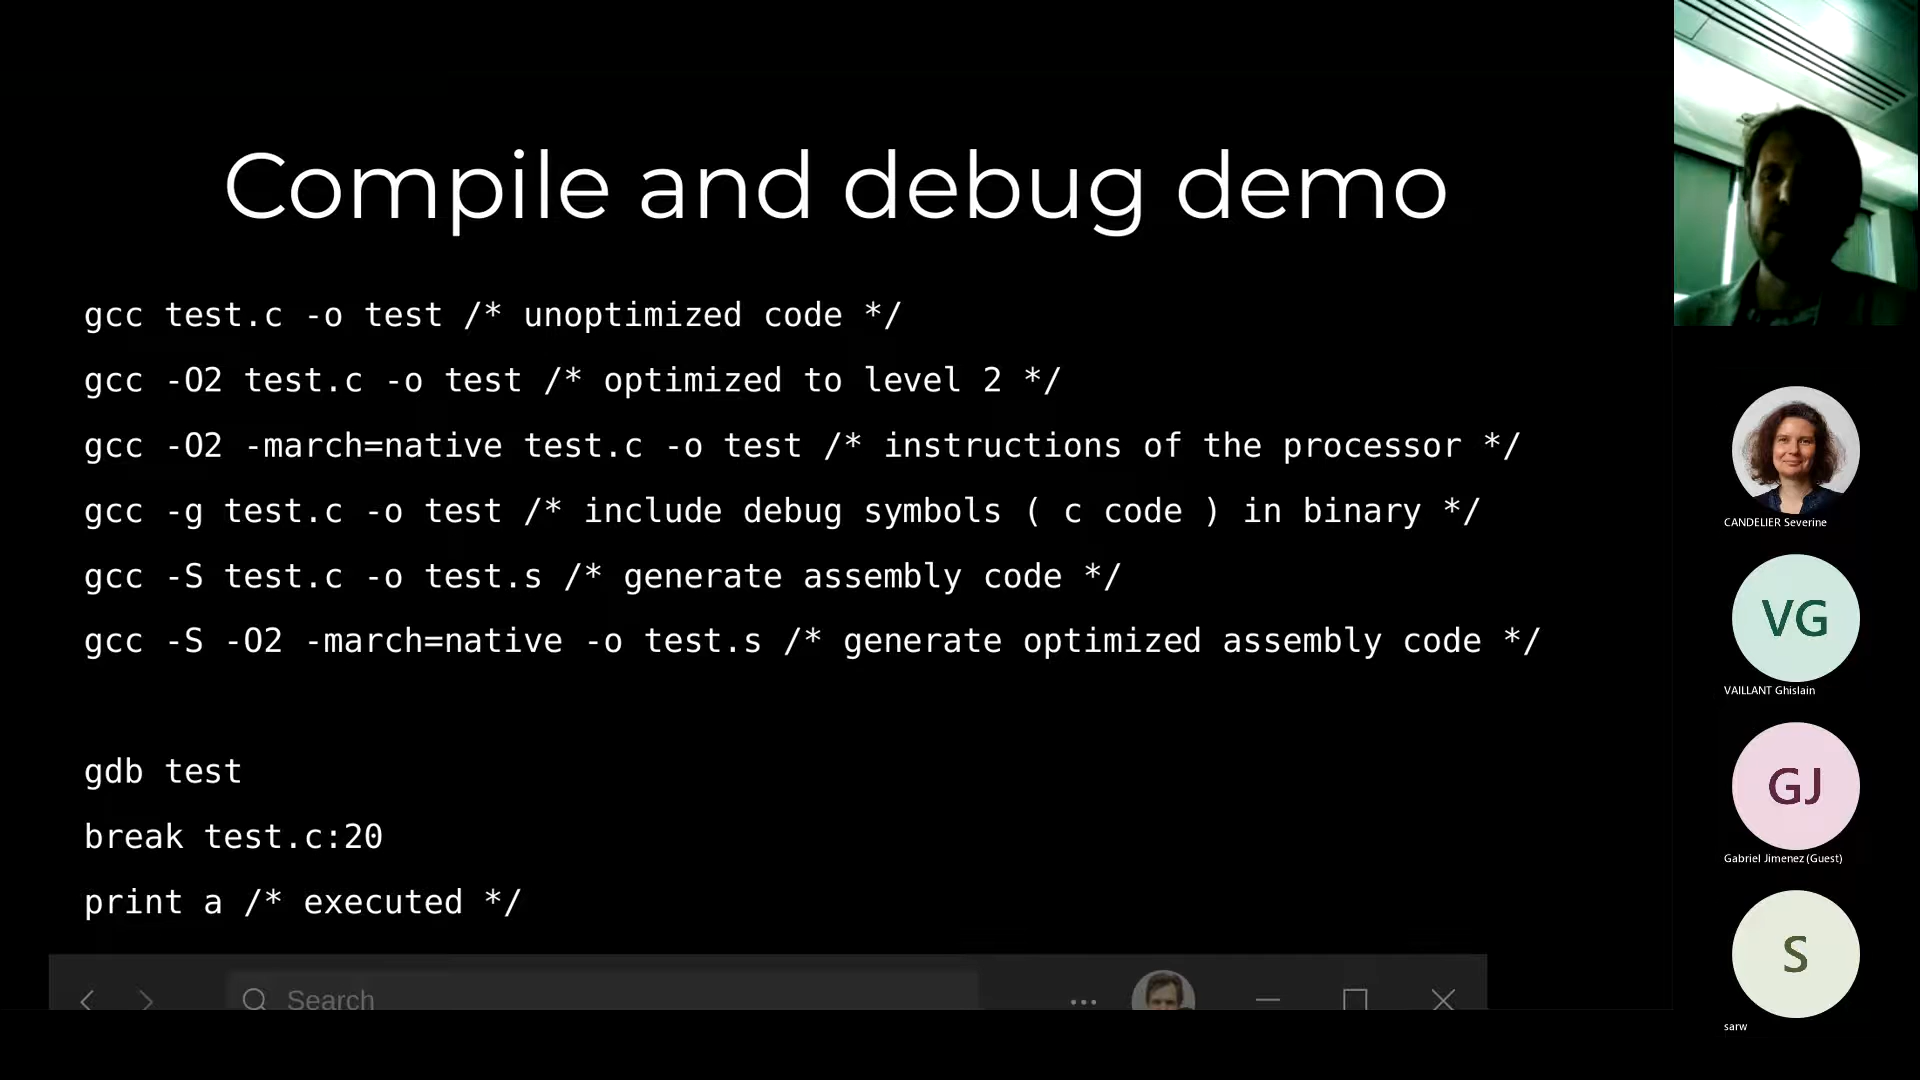 Compile and debug demo
gcc test.c -o test /* unoptimized code */
gcc -O2 test.c -o test /* optimized to level 2 */
gcc -O2 -march=native test.c -o test /* instructions of the processor */
gcc -g test.c -o test /* include debug symbols ( c code ) in binary */
gcc -S test.c -o test.s /* generate assembly code */
gcc -S -O2 -march=native -o test.s /* generate optimized assembly code */
gdb test
break test.c:20
print a /* executed */
Search
CANDELIER Severine
VG
VAILLANT Ghislain
GJ
Gabriel Jimenez (Guest)
S
sarw